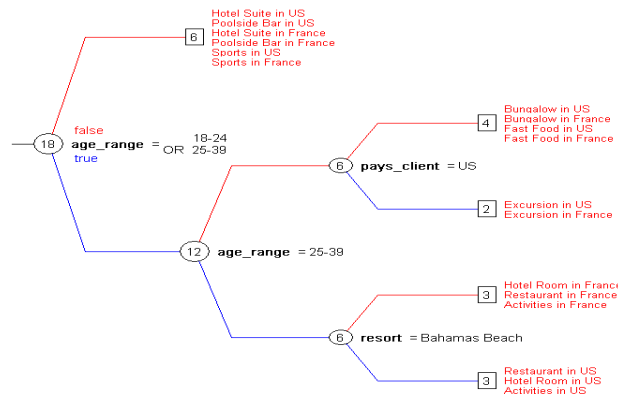 Hotel Suite in US
Poolside Bar in US
Hotel Suite in France
Poolside Bar in France
Sports in US
Sports in France
6
false
18 age_range = 18-24
OR 25-39
true
Bungalow in US
Bungalow in France
Fast Food in US
Fast Food in France
4
6 pays_client = US
2
Excursion in US
Excursion in France
12 age_range = 25-39
Hotel Room in France
Restaurant in France
Activities in France
3
6 resort = Bahamas Beach
3
Restaurant in US
Hotel Room in US
Activities in US